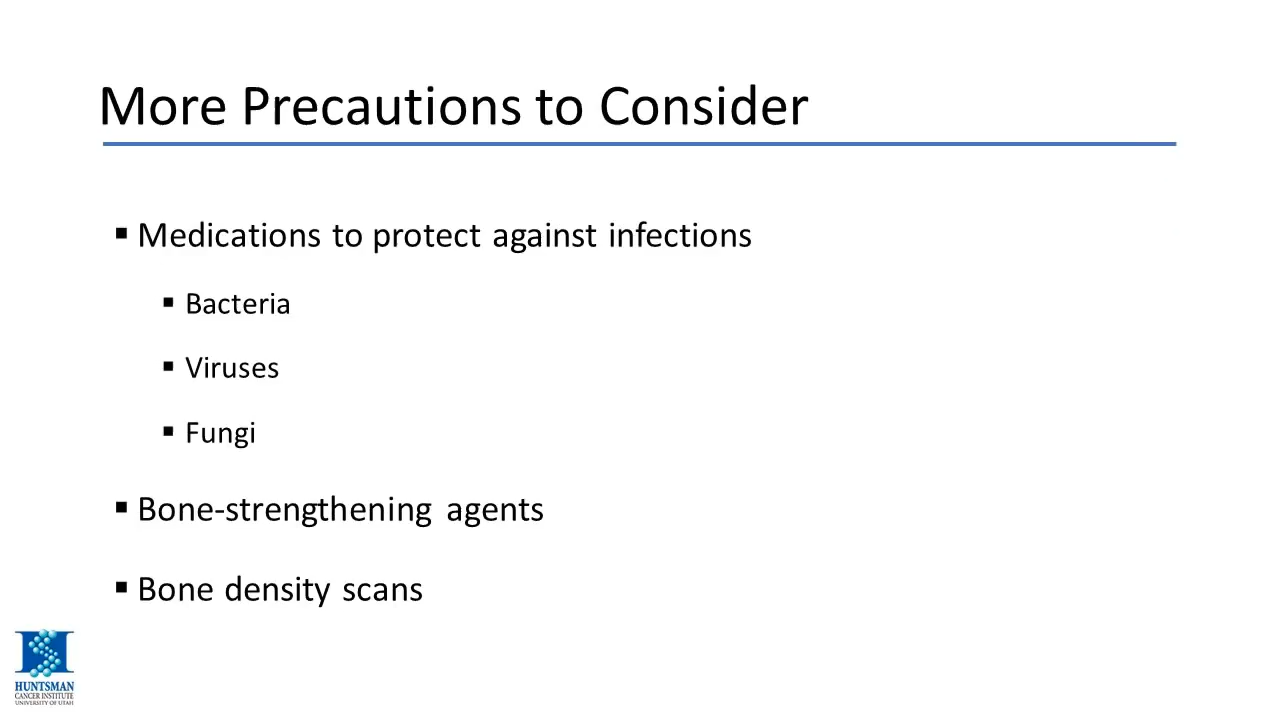 More Precautions to Consider
▪ Medications to protect against infections
▪ Bacteria
▪ Viruses
▪ Fungi
▪ Bone-strengthening agents
▪ Bone density scans
HUNTSMAN
CANCER INSTITUTE
UNIVERSITY OF UTAH